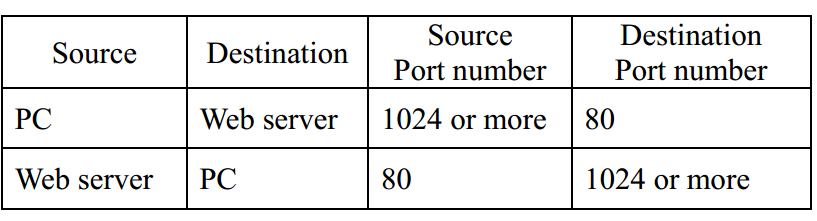 Source
Destination
Source
Port number
Destination
Port number
PC
Web server
1024 or more
80
Web server
PC
80
1024 or more